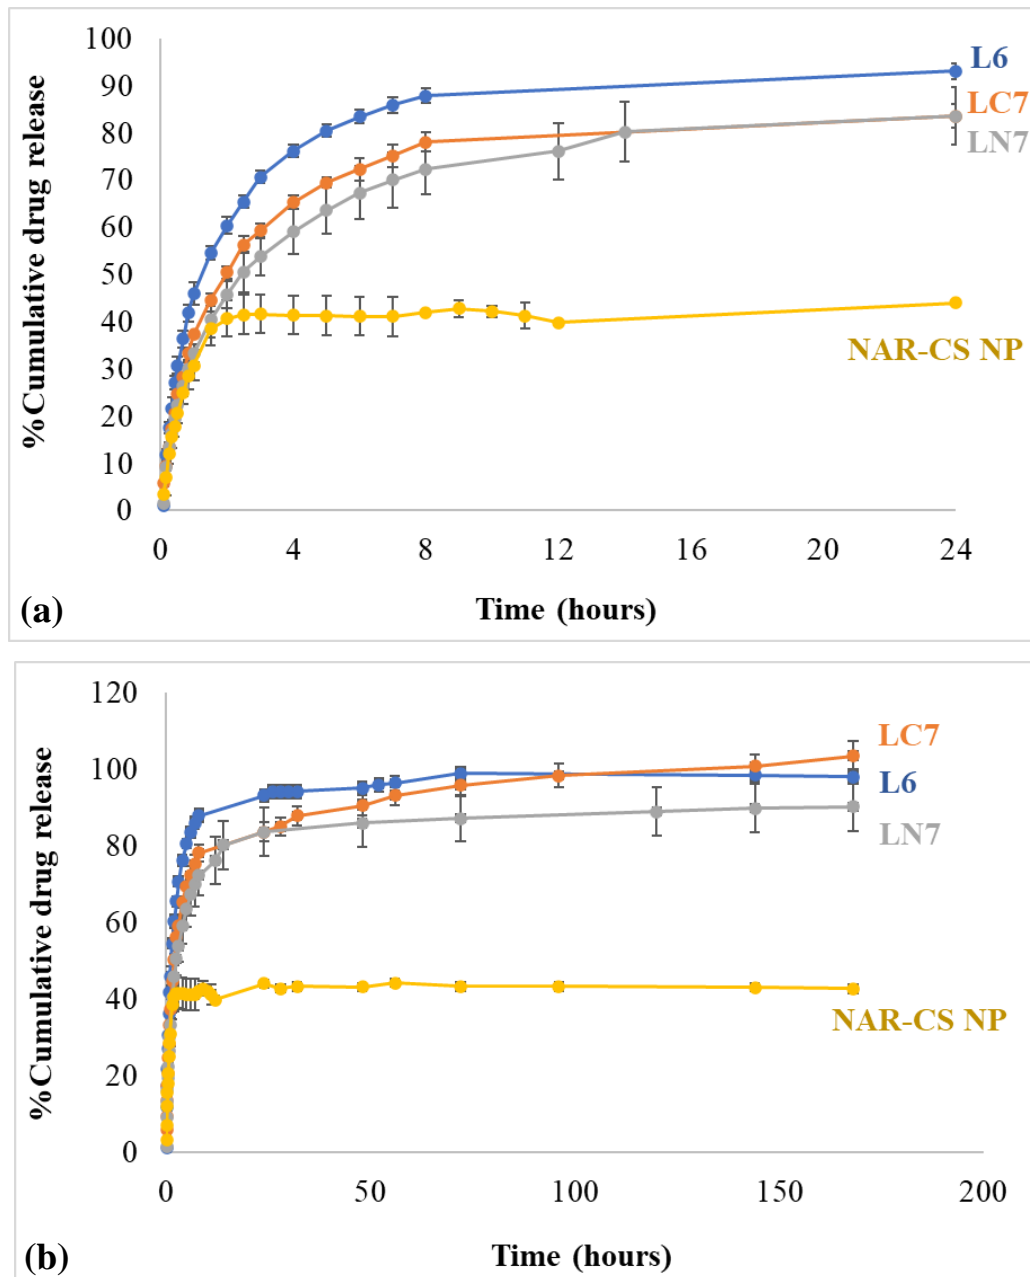 100
90
80
70
60
50
40
30
20
10
0
%Cumulative drug release
L6
LC7
LN7
NAR-CS NP
0 4 8 12 16 20 24
(a)
Time (hours)
120
100
80
60
40
20
0
%Cumulative drug release
LC7
L6
LN7
NAR-CS NP
0 50 100 150 200
(b)
Time (hours)